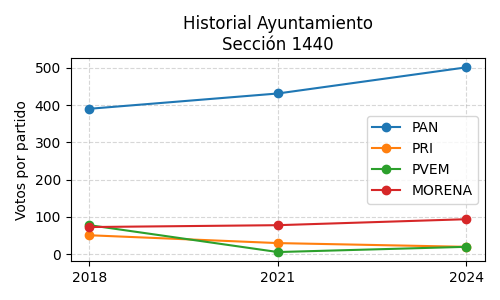 Historial Ayuntamiento
Sección 1440
Votos por partido
500
400
300
200
100
0
2018
2021
2024
PAN
PRI
PVEM
MORENA